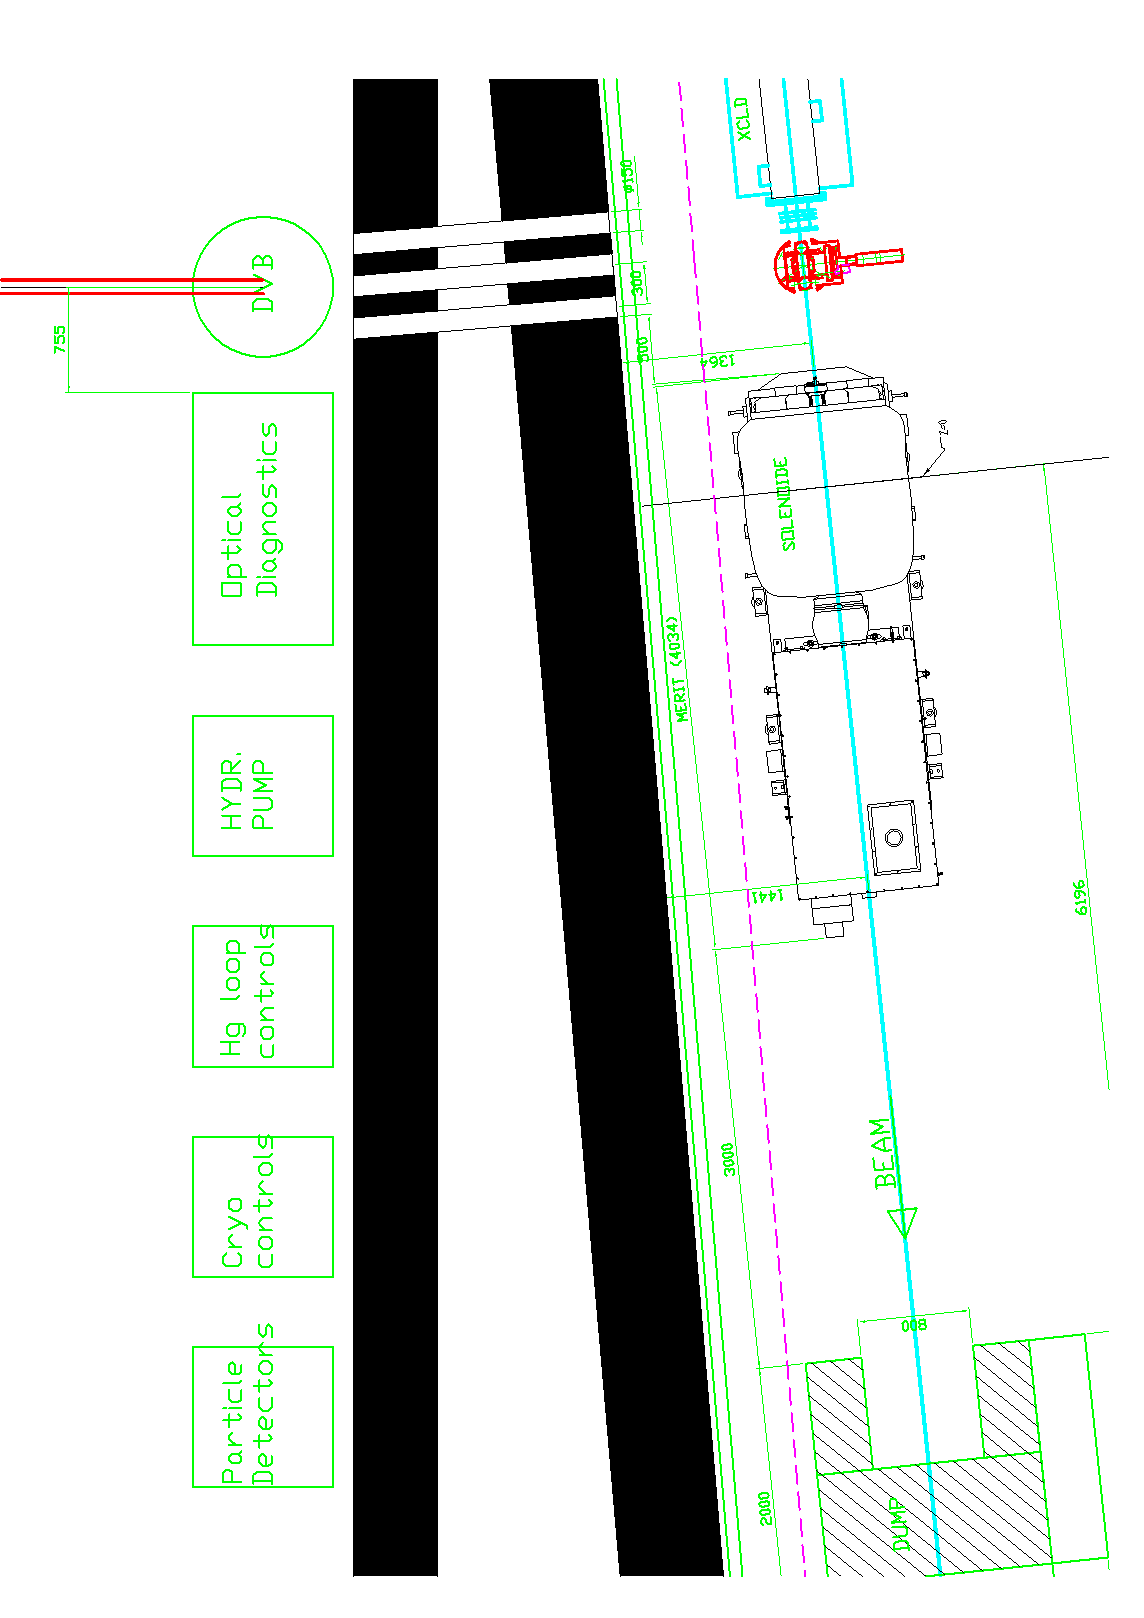 XCLD
ø150
DVB
300
755
500
1364
Optical
Diagnostics
SOLENOIDE
Z=0
MERIT (4034)
HYDR.
PUMP
1441
6196
Hg loop
controls
3000
BEAM
Cryo
controls
800
Particle
Detectors
2000
DUMP